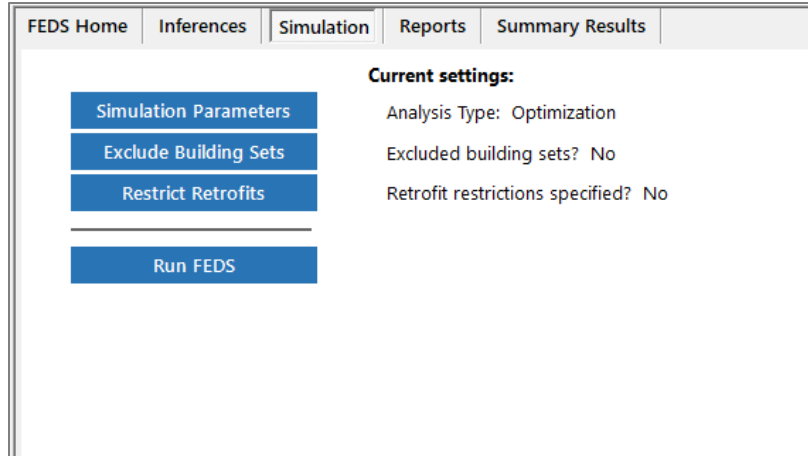 FEDS Home Inferences Simulation Reports Summary Results
Current settings:
Simulation Parameters
Analysis Type: Optimization
Exclude Building Sets
Excluded building sets? No
Restrict Retrofits
Retrofit restrictions specified? No
Run FEDS